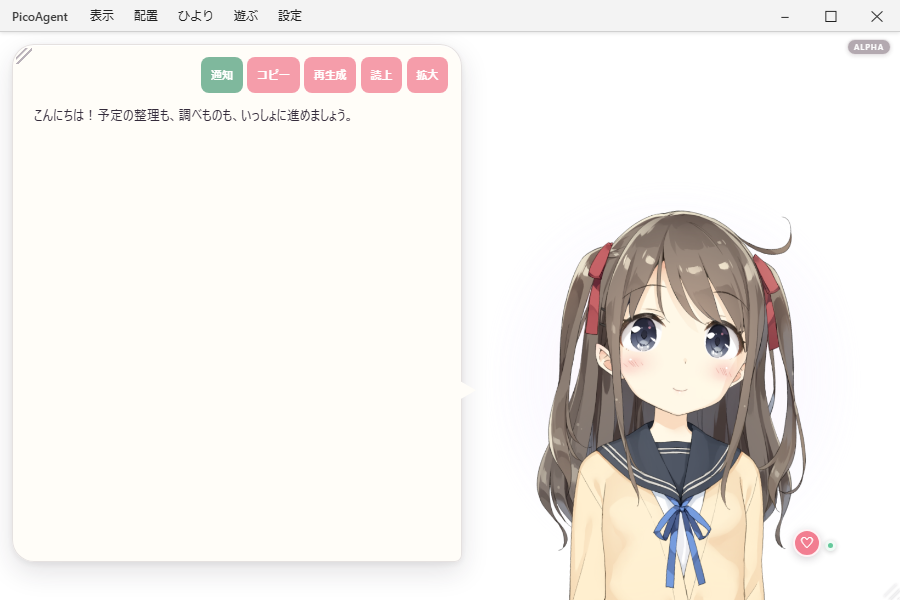 PicoAgent 表示 配置 ひより 遊ぶ 設定
ALPHA
通知 コピー 再生成 読上 拡大
こんにちは！予定の整理も、調べものも、いっしょに進めましょう。